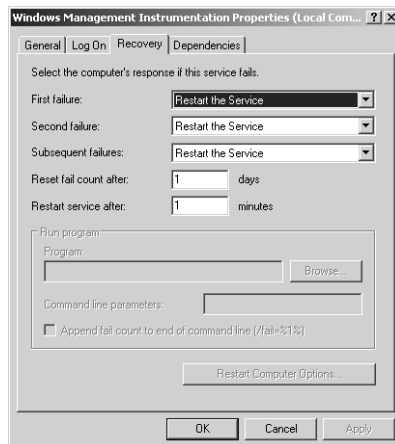 Windows Management Instrumentation Properties (Local Com...
General Log On Recovery Dependencies
Select the computer's response if this service fails.
First failure: Restart the Service
Second failure: Restart the Service
Subsequent failures: Restart the Service
Reset fail count after: 1 days
Restart service after: 1 minutes
Run program
Program:
Browse...
Command line parameters:
Append fail count to end of command line (/fail=%1%)
Restart Computer Options...
OK Cancel Apply